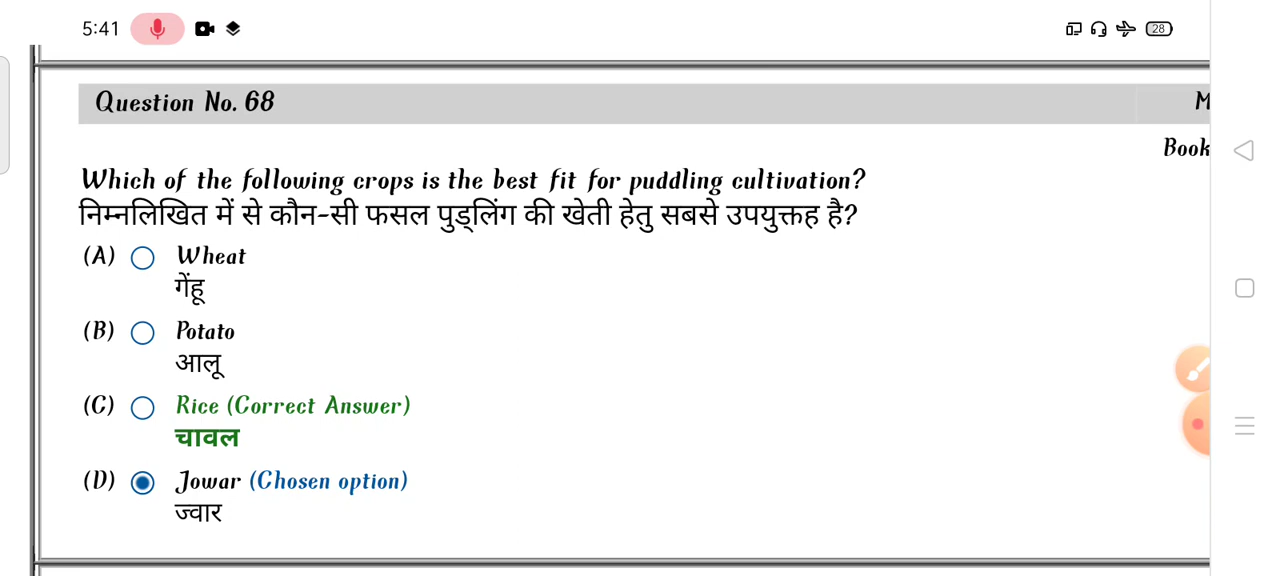 5:41
28
Question No. 68
M
Book
Which of the following crops is the best fit for puddling cultivation?
निम्नलिखित में से कौन-सी फसल पुड्लिंग की खेती हेतु सबसे उपयुक्तह है?
(A) Wheat
गेंहू
(B) Potato
आलू
(C) Rice (Correct Answer)
चावल
(D) Jowar (Chosen option)
ज्वार